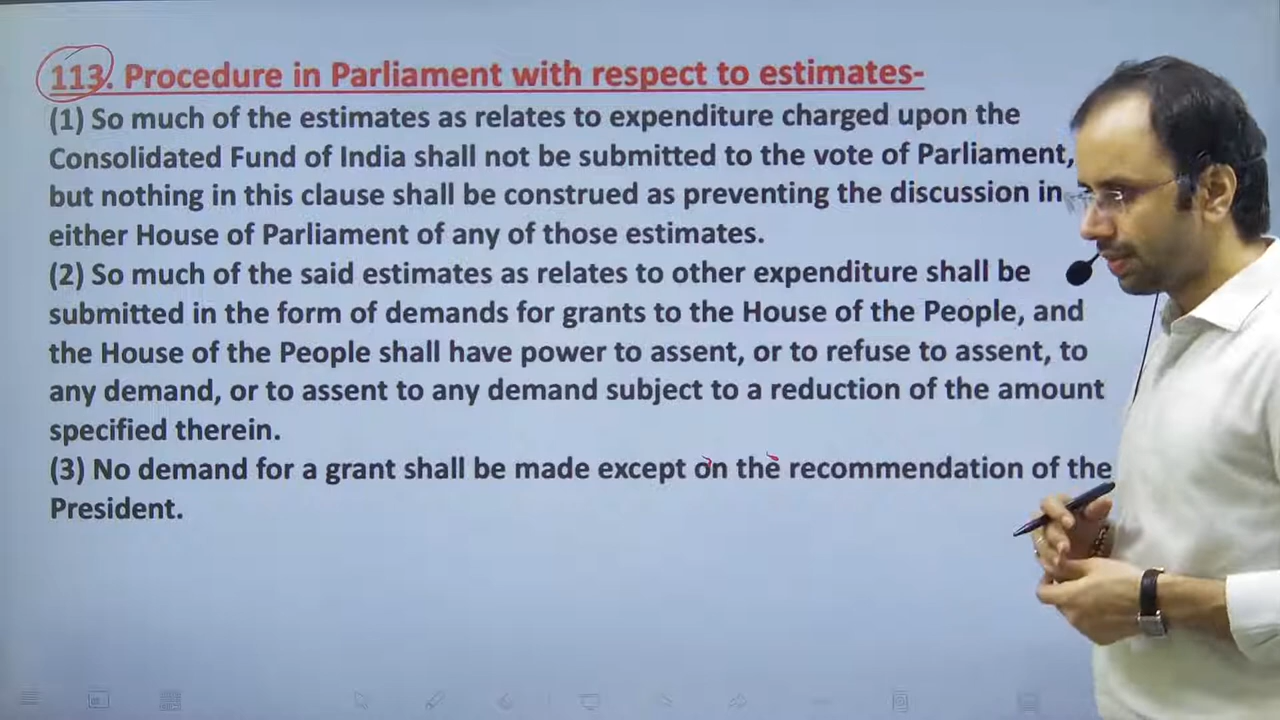 113. Procedure in Parliament with respect to estimates-
(1) So much of the estimates as relates to expenditure charged upon the
Consolidated Fund of India shall not be submitted to the vote of Parliament,
but nothing in this clause shall be construed as preventing the discussion in
either House of Parliament of any of those estimates.
(2) So much of the said estimates as relates to other expenditure shall be
submitted in the form of demands for grants to the House of the People, and
the House of the People shall have power to assent, or to refuse to assent, to
any demand, or to assent to any demand subject to a reduction of the amount
specified therein.
(3) No demand for a grant shall be made except on the recommendation of the
President.